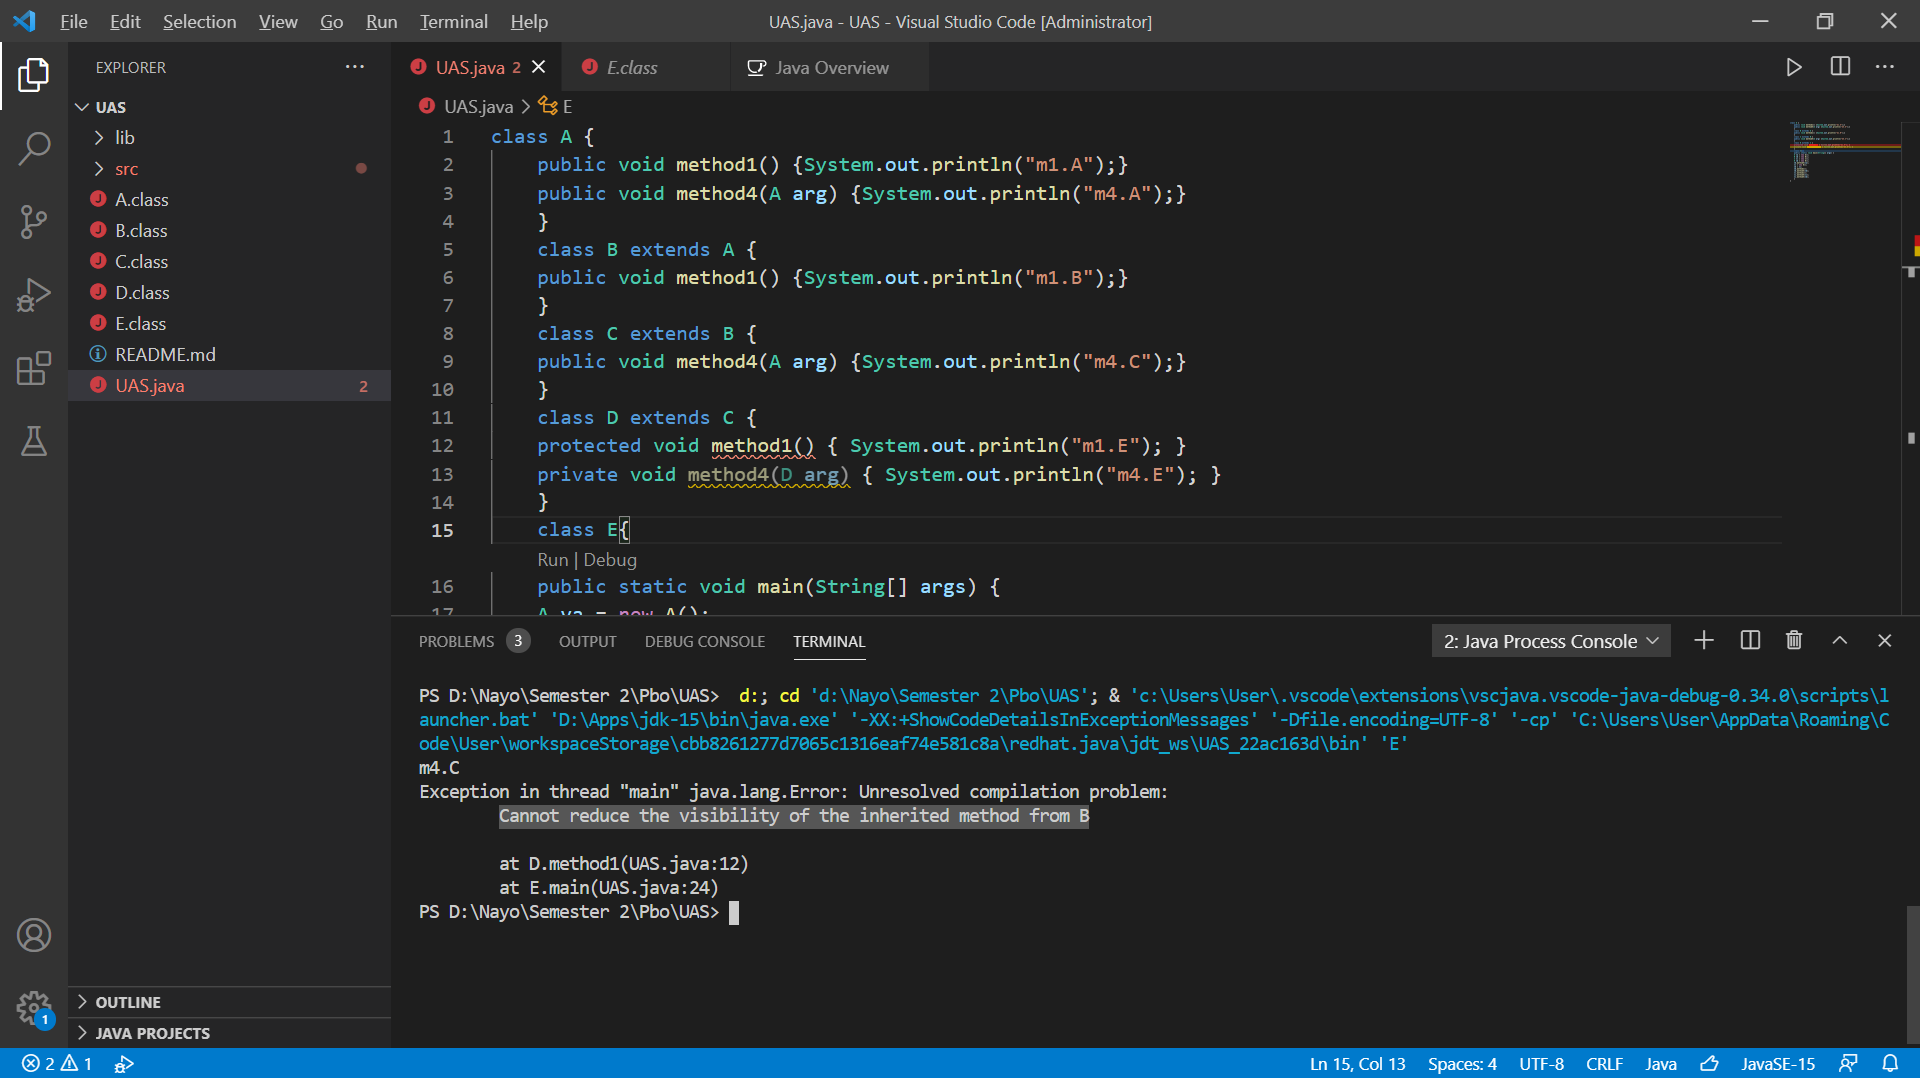 File Edit Selection View Go Run Terminal Help
UAS.java - UAS - Visual Studio Code [Administrator]
EXPLORER
UAS
lib
src
A.class
B.class
C.class
D.class
E.class
README.md
UAS.java 2
OUTLINE
JAVA PROJECTS
1
UAS.java 2
E.class
Java Overview
UAS.java > E
1 class A {
2 public void method1() {System.out.println("m1.A");}
3 public void method4(A arg) {System.out.println("m4.A");}
4 }
5 class B extends A {
6 public void method1() {System.out.println("m1.B");}
7 }
8 class C extends B {
9 public void method4(A arg) {System.out.println("m4.C");}
10 }
11 class D extends C {
12 protected void method1() { System.out.println("m1.E"); }
13 private void method4(D arg) { System.out.println("m4.E"); }
14 }
15 class E{
Run | Debug
16 public static void main(String[] args) {
17 A ya = new A();
PROBLEMS 3 OUTPUT DEBUG CONSOLE TERMINAL
2: Java Process Console
PS D:\Nayo\Semester 2\Pbo\UAS>  d:; cd 'd:\Nayo\Semester 2\Pbo\UAS'; & 'c:\Users\User\.vscode\extensions\vscjava.vscode-java-debug-0.34.0\scripts\l
auncher.bat' 'D:\Apps\jdk-15\bin\java.exe' '-XX:+ShowCodeDetailsInExceptionMessages' '-Dfile.encoding=UTF-8' '-cp' 'C:\Users\User\AppData\Roaming\C
ode\User\workspaceStorage\cbb8261277d7065c1316eaf74e581c8a\redhat.java\jdt_ws\UAS_22ac163d\bin' 'E'
m4.C
Exception in thread "main" java.lang.Error: Unresolved compilation problem:
Cannot reduce the visibility of the inherited method from B
at D.method1(UAS.java:12)
at E.main(UAS.java:24)
PS D:\Nayo\Semester 2\Pbo\UAS>
2 1
Ln 15, Col 13 Spaces: 4 UTF-8 CRLF Java JavaSE-15